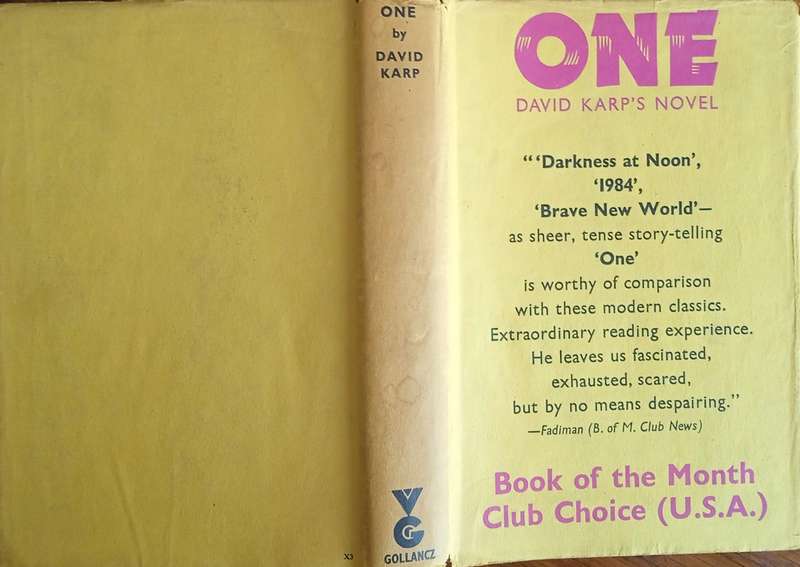 ONE
by
DAVID
KARP
VG
GOLLANCZ
X3
ONE
DAVID KARP'S NOVEL
“‘Darkness at Noon’,
‘1984’,
‘Brave New World’—
as sheer, tense story-telling
‘One’
is worthy of comparison
with these modern classics.
Extraordinary reading experience.
He leaves us fascinated,
exhausted, scared,
but by no means despairing.”
—Fadiman (B. of M. Club News)
Book of the Month
Club Choice (U.S.A.)